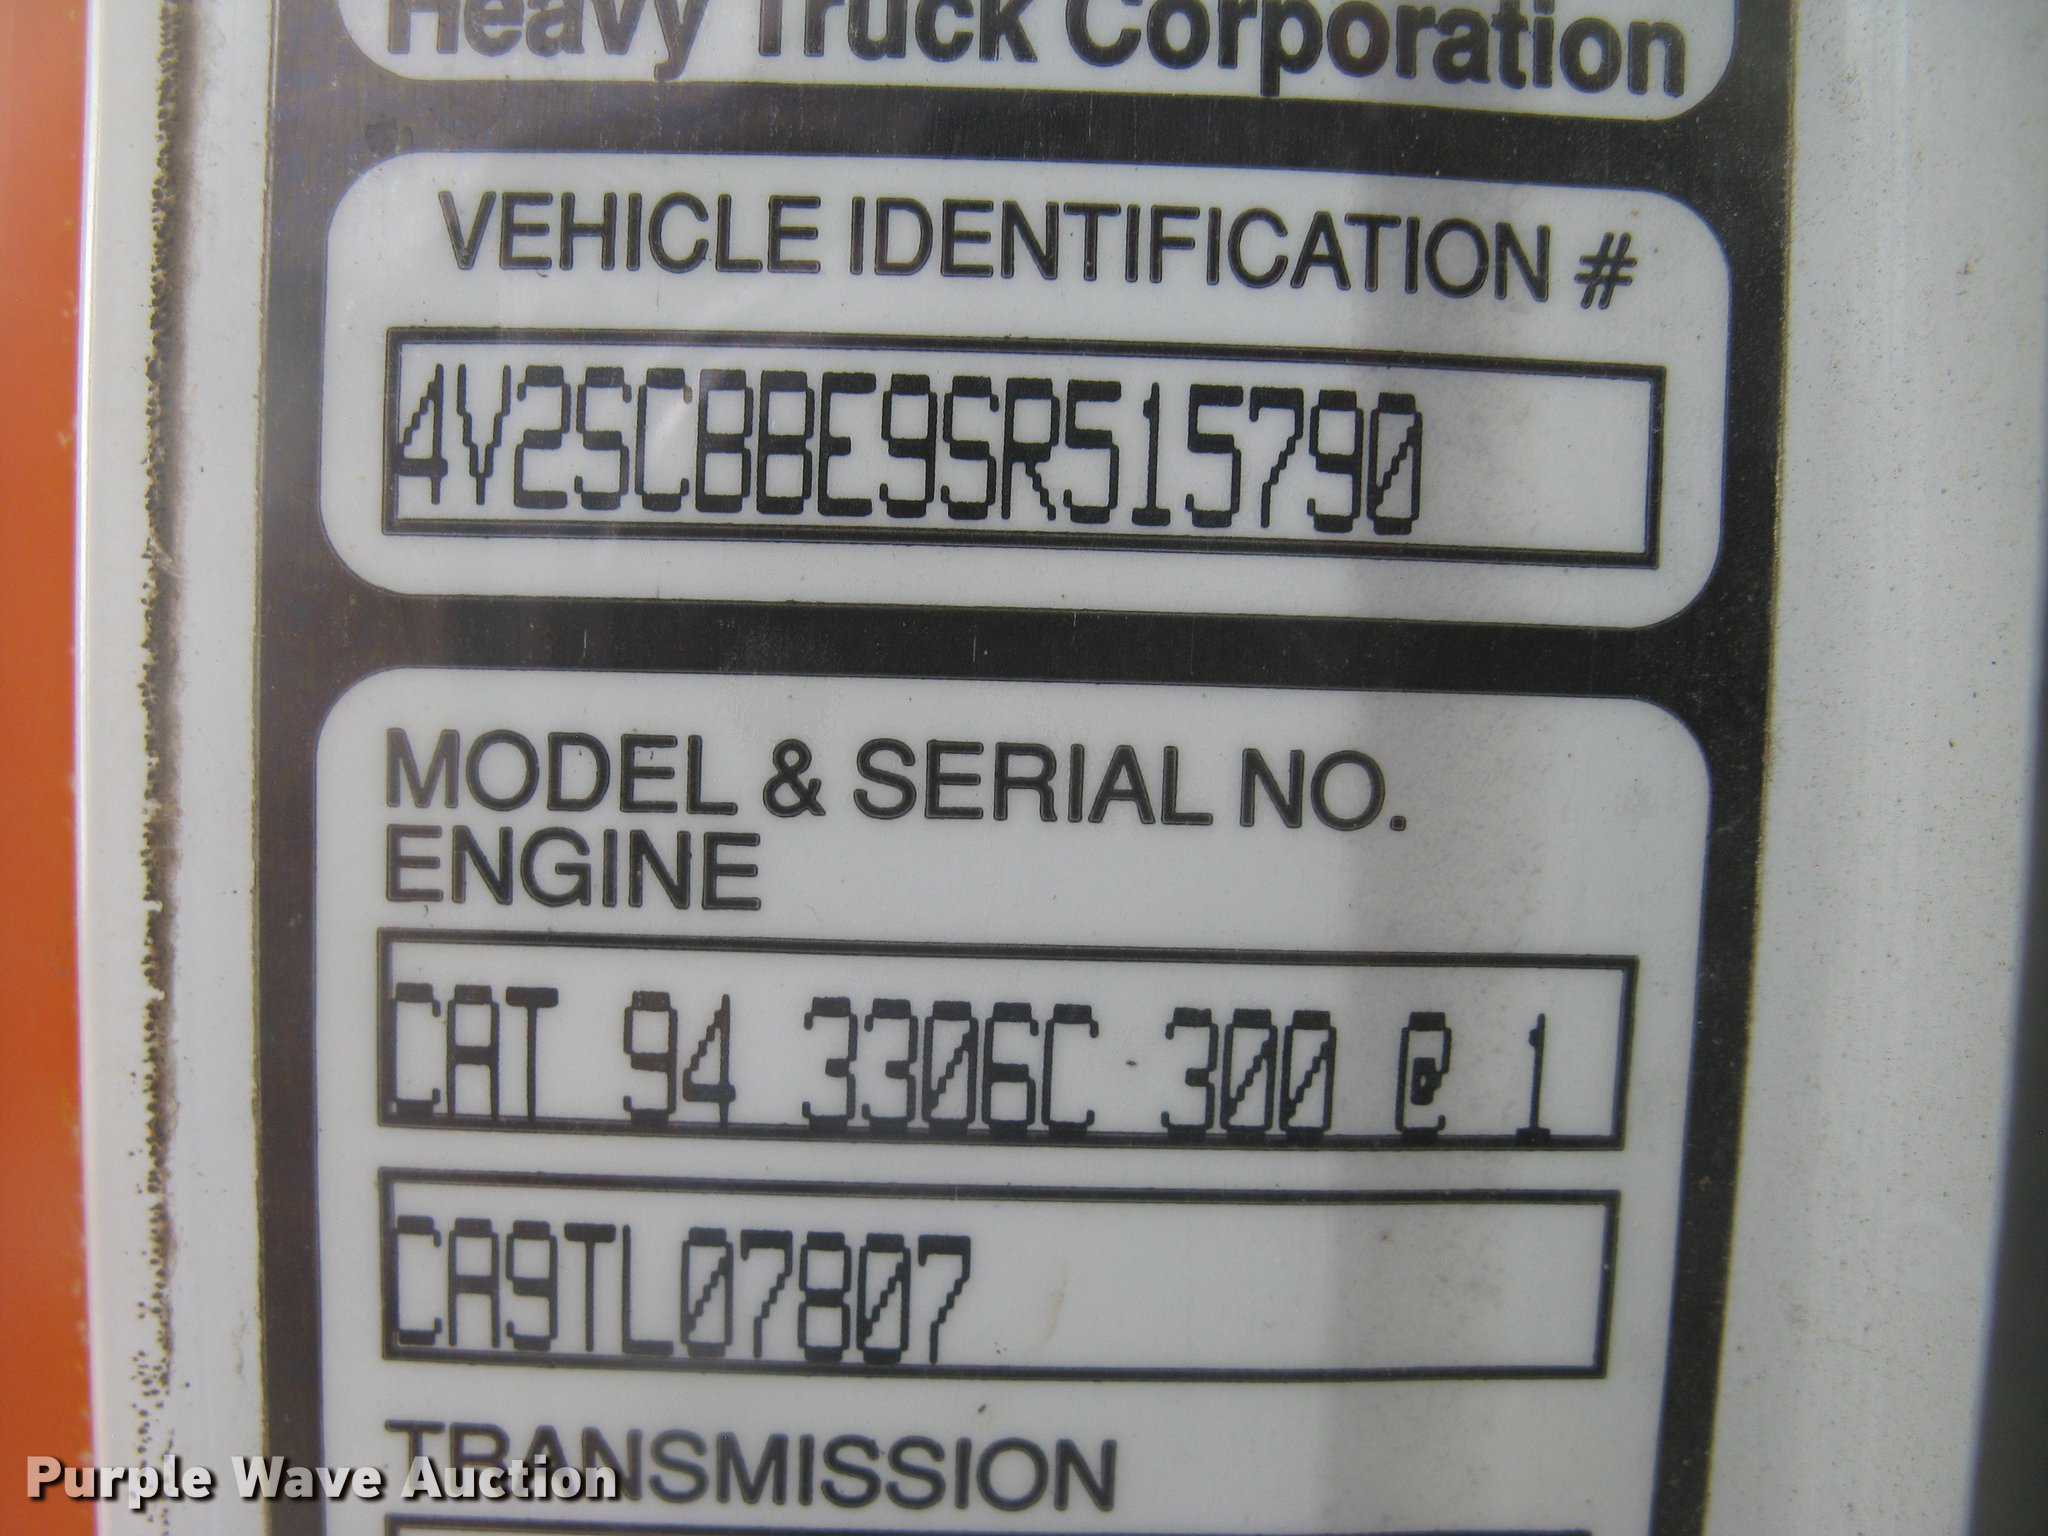 Heavy Truck Corporation
VEHICLE IDENTIFICATION #
4V2SCBBE9SR515790
MODEL & SERIAL NO.
ENGINE
CAT 94 3306C 300 @ 1
CA9TL07807
TRANSMISSION
Purple Wave Auction